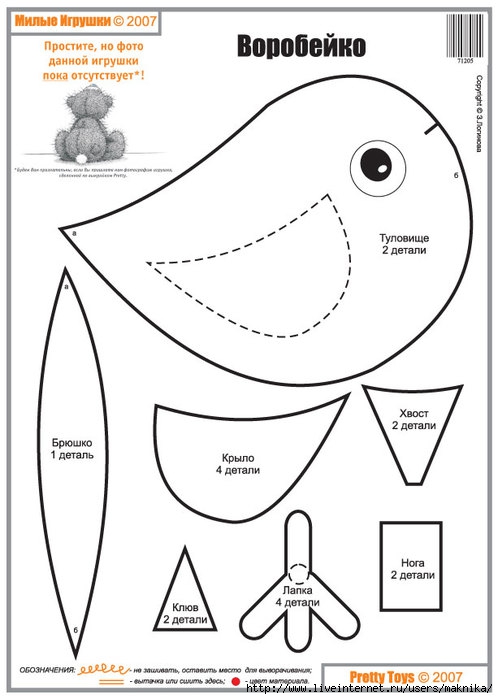 Милые Игрушки © 2007
Простите, но фото
данной игрушки
пока отсутствует*!
*Будем Вам признательны, если Вы пришлете нам фотографию игрушки,
сделанной по выкройкам Pretty.
Воробейко
71205
Copyright © З.Логинова
а
б
Туловище
2 детали
а
Брюшко
1 деталь
б
Крыло
4 детали
Хвост
2 детали
Клюв
2 детали
Лапка
4 детали
Нога
2 детали
ОБОЗНАЧЕНИЯ: - не зашивать, оставить место для выворачивания;
- вытачка или сшить здесь; - цвет материала.
Pretty Toys © 2007
http://www.liveinternet.ru/users/maknika/